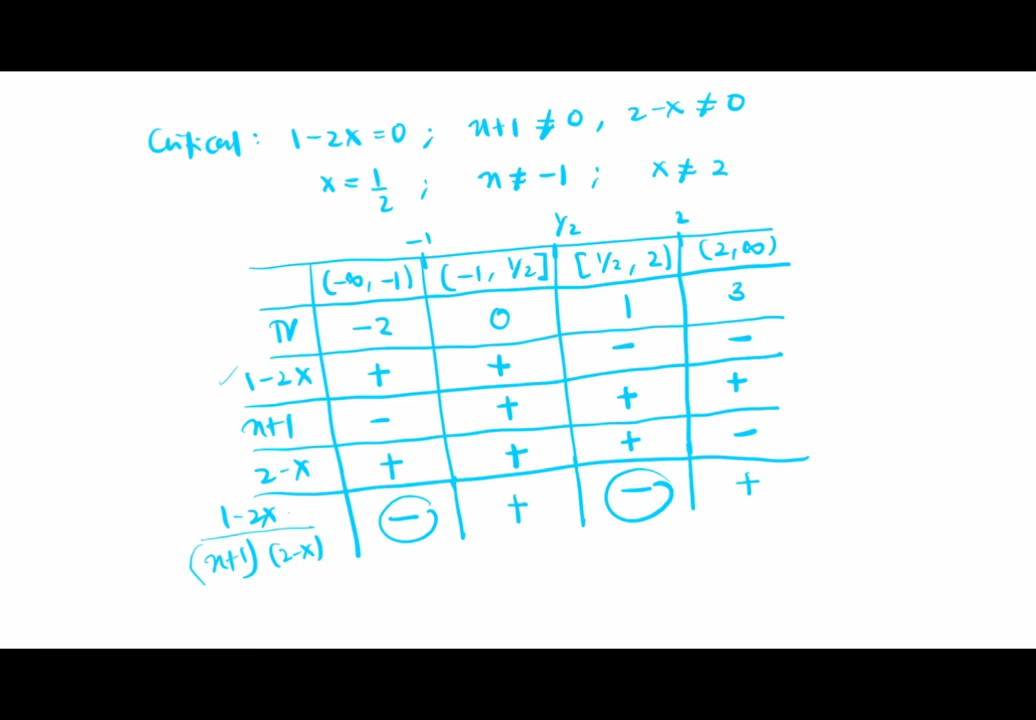 Critical: 1-2x=0 ; x+1≠0, 2-x≠0
x=1/2 ; x≠-1 ; x≠2
-1 1/2 2
(-∞,-1) (-1, 1/2] [1/2, 2) (2,∞)
TV -2 0 1 3
✓1-2x + + - -
x+1 - + + +
2-x + + + -
1-2x/(x+1)(2-x) - + - +